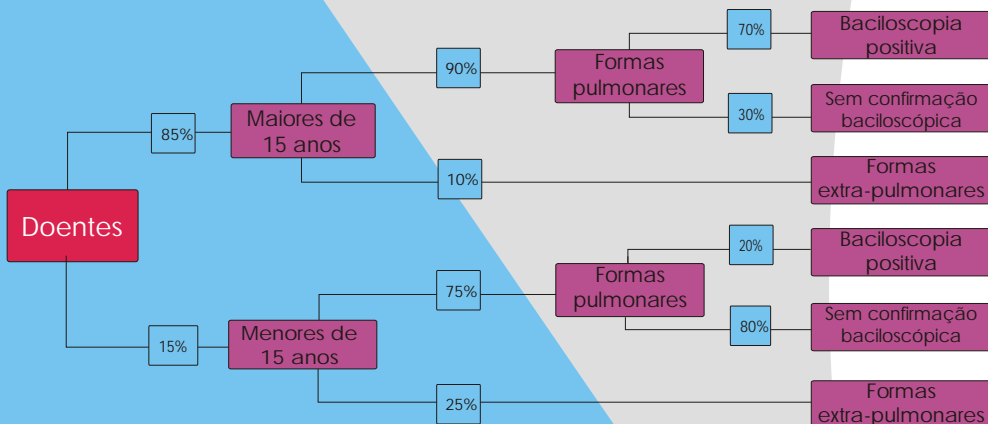 70%
Baciloscopia
positiva
90%
Formas
pulmonares
30%
Sem confirmação
baciloscópica
85%
Maiores de
15 anos
10%
Formas
extra-pulmonares
Doentes
20%
Baciloscopia
positiva
75%
Formas
pulmonares
80%
Sem confirmação
baciloscópica
15%
Menores de
15 anos
25%
Formas
extra-pulmonares